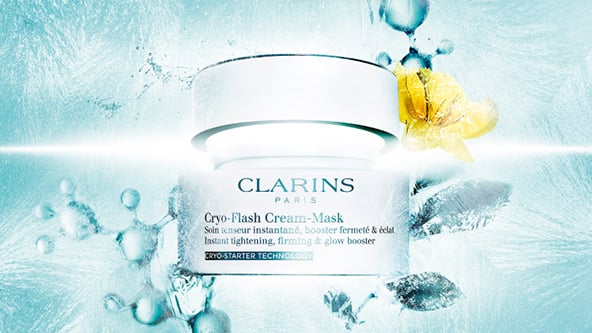 CLARINS
PARIS
Cryo-Flash Cream-Mask
Soin tenseur instantané, booster fermeté & éclat
Instant tightening, firming & glow booster
CRYO-STARTER TECHNOLOGY